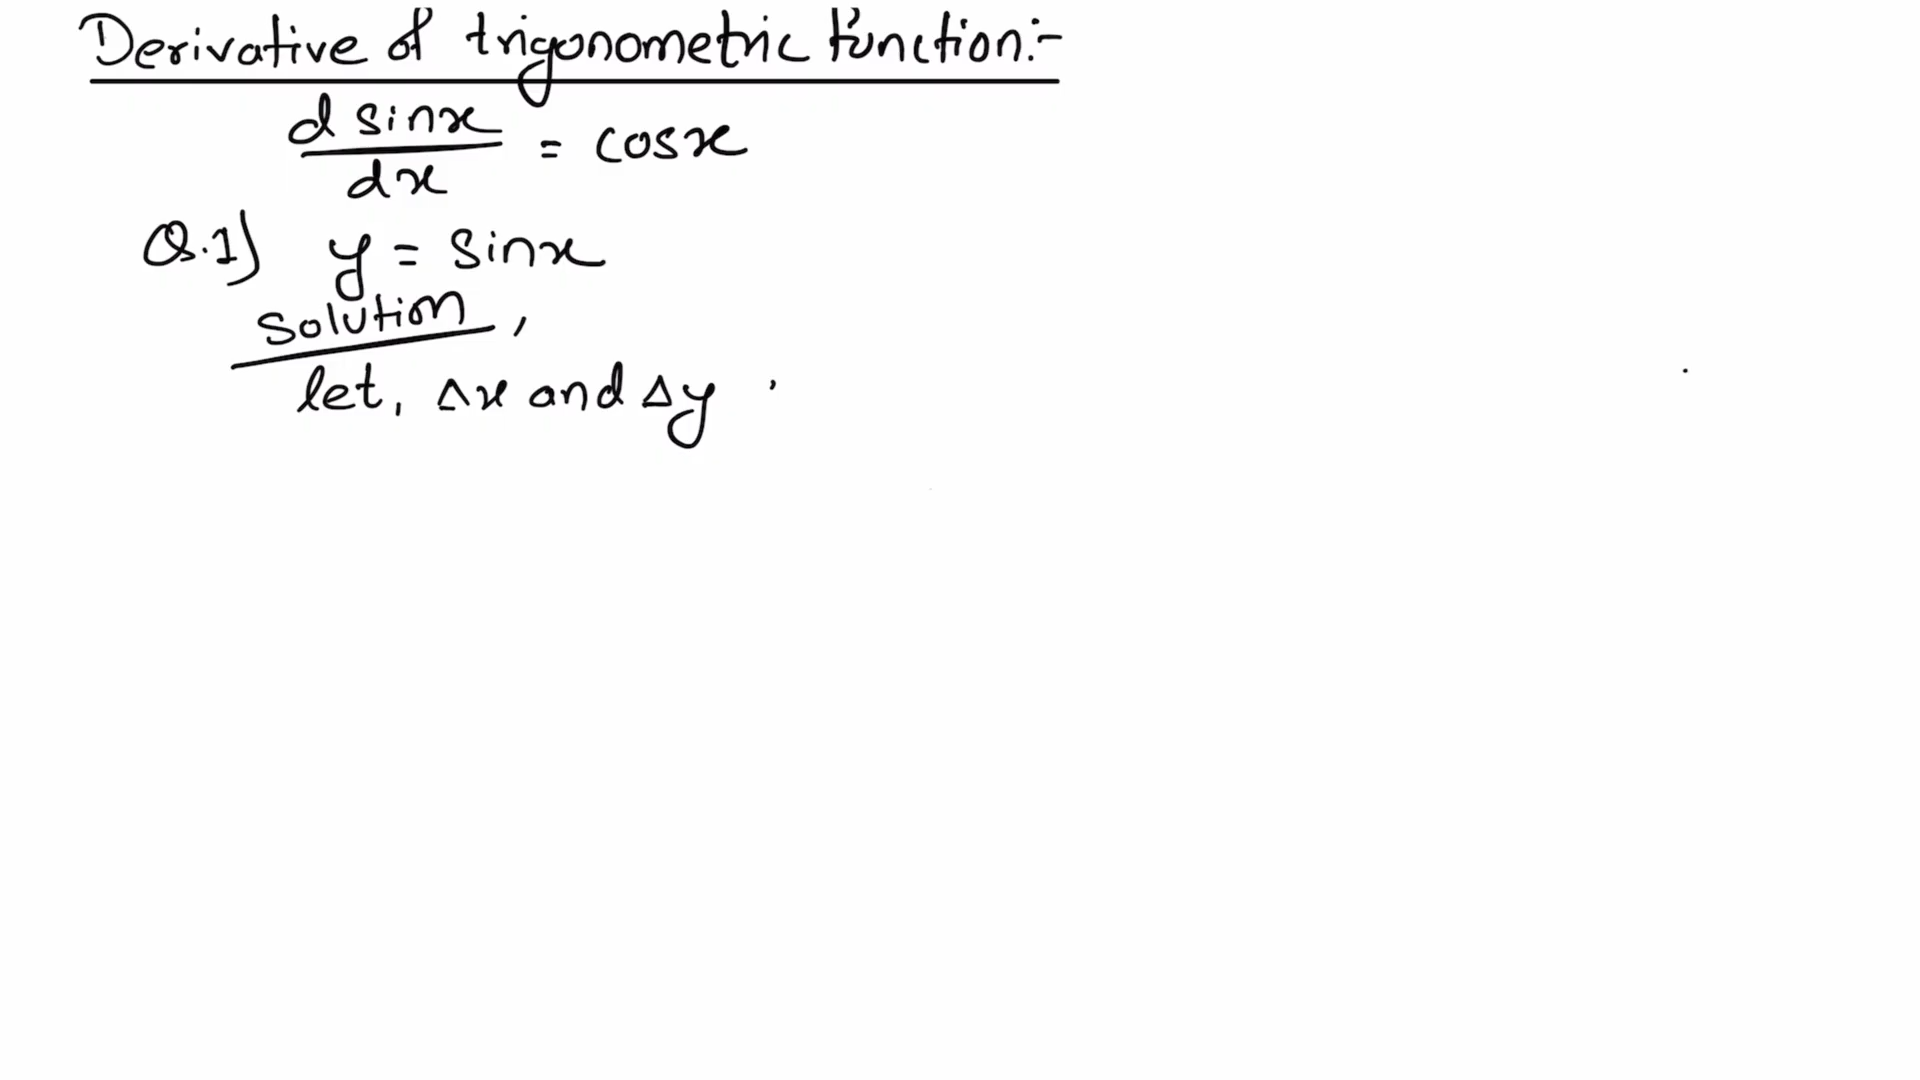 Derivative of trigonometric function:-
d sinx
dx
= cosx
Q.1) y = sinx
Solution,
let, Δx and Δy